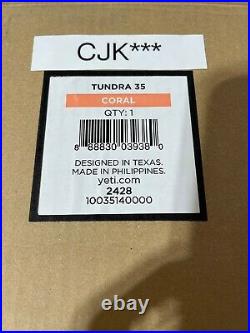 CJK***
TUNDRA 35
CORAL
QTY: 1
8 88830 03938 0
DESIGNED IN TEXAS.
MADE IN PHILIPPINES.
yeti.com
2428
10035140000